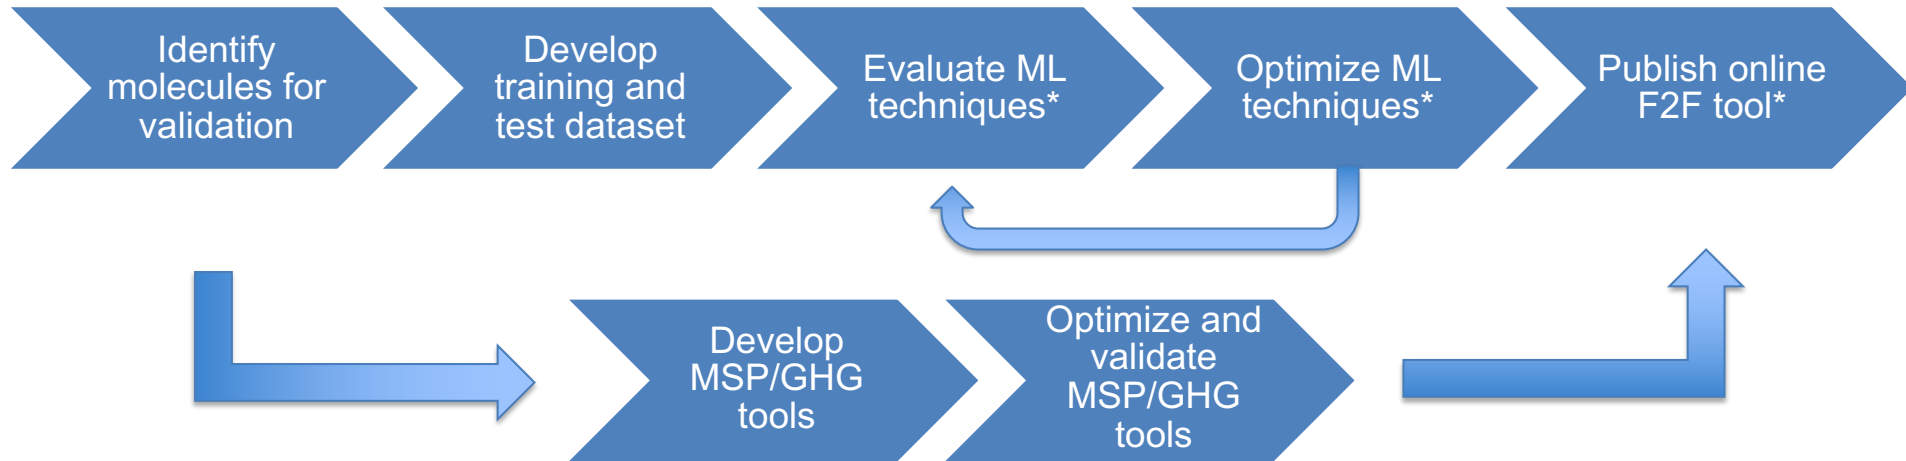 Identify
molecules for
validation
Develop
training and
test dataset
Evaluate ML
techniques*
Optimize ML
techniques*
Publish online
F2F tool*
Develop
MSP/GHG
tools
Optimize and
validate
MSP/GHG
tools